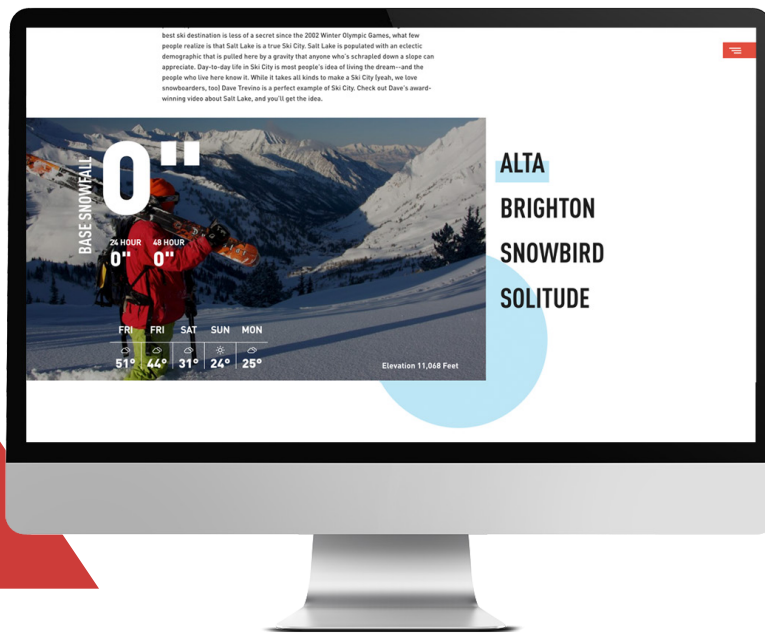 best ski destination is less of a secret since the 2002 Winter Olympic Games, what few
people realize is that Salt Lake is a true Ski City. Salt Lake is populated with an eclectic
demographic that is pulled here by a gravity that anyone who's schrapled down a slope can
appreciate. Day-to-day life in Ski City is most people's idea of living the dream--and the
people who live here know it. While it takes all kinds to make a Ski City (yeah, we love
snowboarders, too) Dave Trevino is a perfect example of Ski City. Check out Dave's award-
winning video about Salt Lake, and you'll get the idea.
BASE SNOWFALL
0"
24 HOUR 48 HOUR
0" 0"
FRI FRI SAT SUN MON
51° 44° 31° 24° 25°
Elevation 11,068 Feet
ALTA
BRIGHTON
SNOWBIRD
SOLITUDE